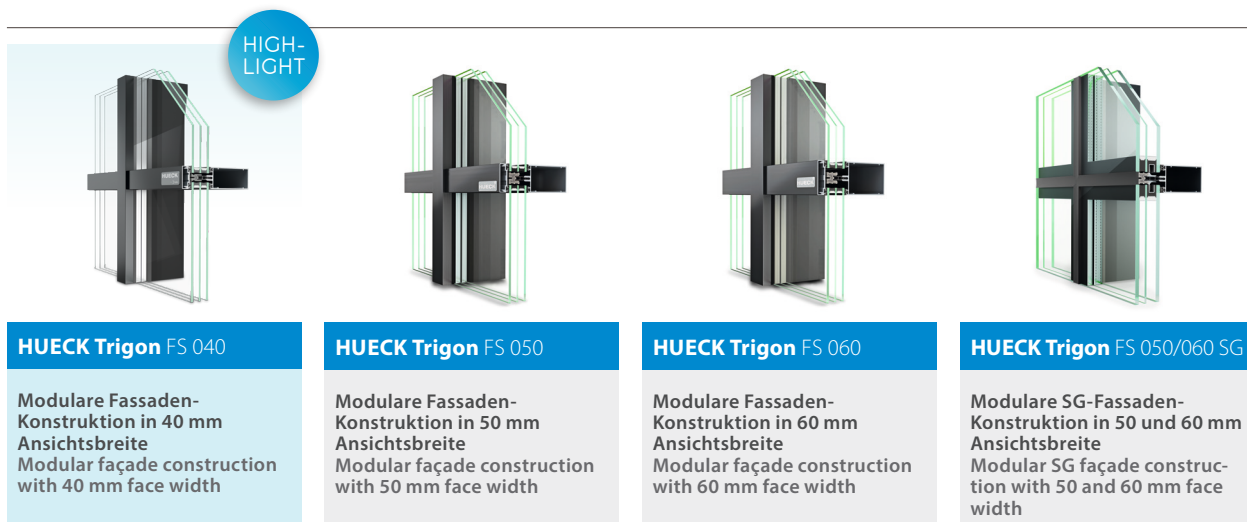 HIGH-
LIGHT
HUECK
HUECK
HUECK
HUECK Trigon FS 040
Modulare Fassaden-
Konstruktion in 40 mm
Ansichtsbreite
Modular façade construction
with 40 mm face width
HUECK Trigon FS 050
Modulare Fassaden-
Konstruktion in 50 mm
Ansichtsbreite
Modular façade construction
with 50 mm face width
HUECK Trigon FS 060
Modulare Fassaden-
Konstruktion in 60 mm
Ansichtsbreite
Modular façade construction
with 60 mm face width
HUECK Trigon FS 050/060 SG
Modulare SG-Fassaden-
Konstruktion in 50 und 60 mm
Ansichtsbreite
Modular SG façade construc-
tion with 50 and 60 mm face
width